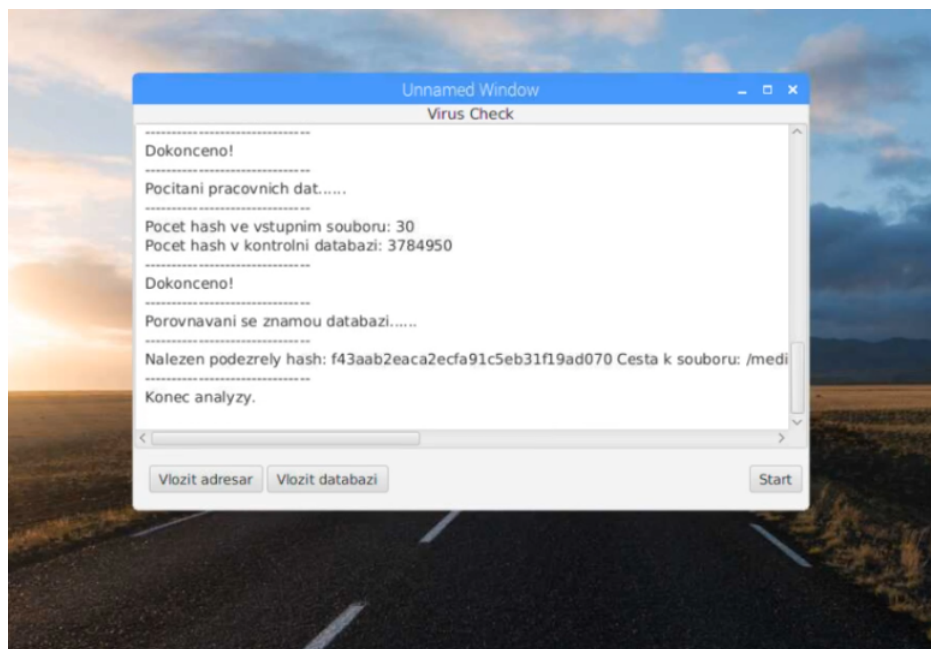 Unnamed Window
Virus Check
-------------------------------
Dokonceno!
-------------------------------
Pocitani pracovnich dat......
-------------------------------
Pocet hash ve vstupnim souboru: 30
Pocet hash v kontrolni databazi: 3784950
-------------------------------
Dokonceno!
-------------------------------
Porovnavani se znamou databazi......
-------------------------------
Nalezen podezrely hash: f43aab2eaca2ecfa91c5eb31f19ad070 Cesta k souboru: /medi
-------------------------------
Konec analyzy.
Vlozit adresar Vlozit databazi Start